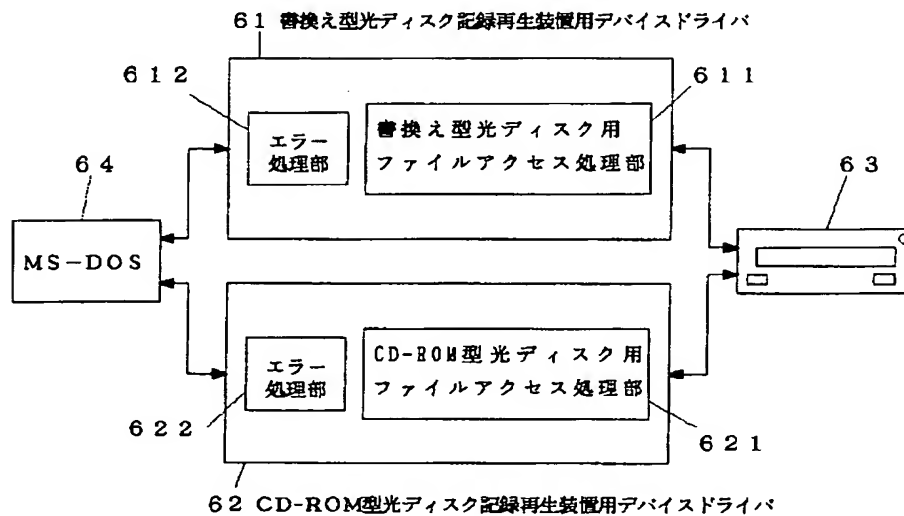 61 書換え型光ディスク記録再生装置用デバイスドライバ
612
611
エラー
処理部
書換え型光ディスク用
ファイルアクセス処理部
64
63
MS-DOS
エラー
処理部
CD-ROM型光ディスク用
ファイルアクセス処理部
622
621
62 CD-ROM型光ディスク記録再生装置用デバイスドライバ